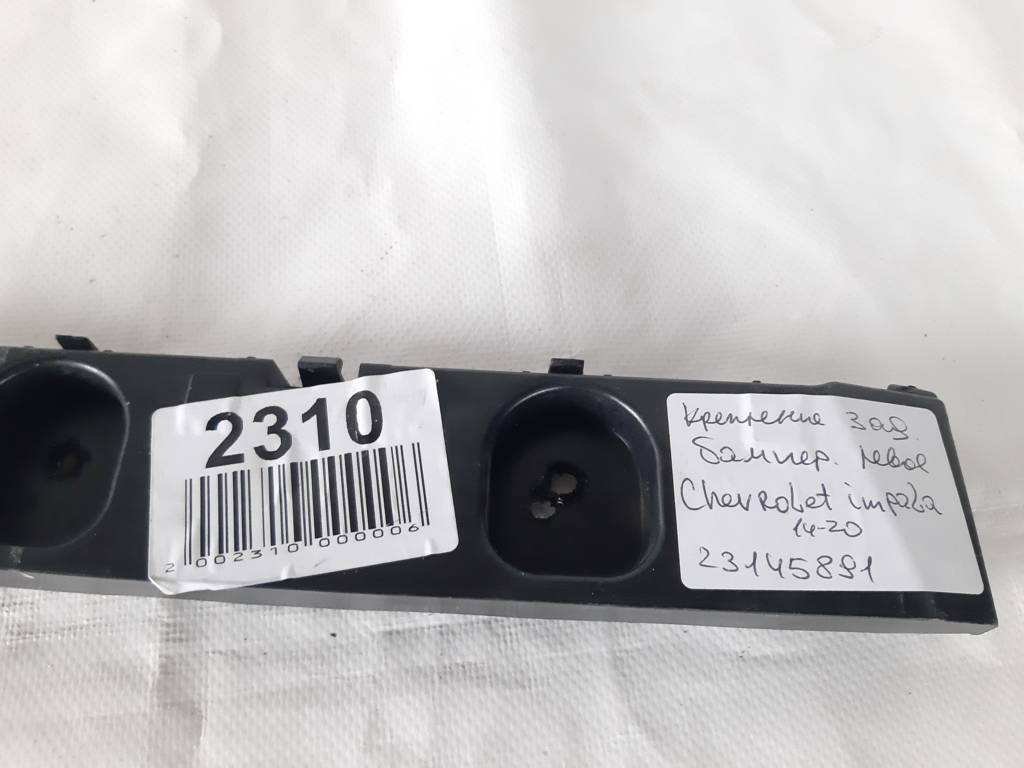 2310
2 002310 000006
Крепление зад.
бампер. левое
Chevrolet impala
14-20
23145891